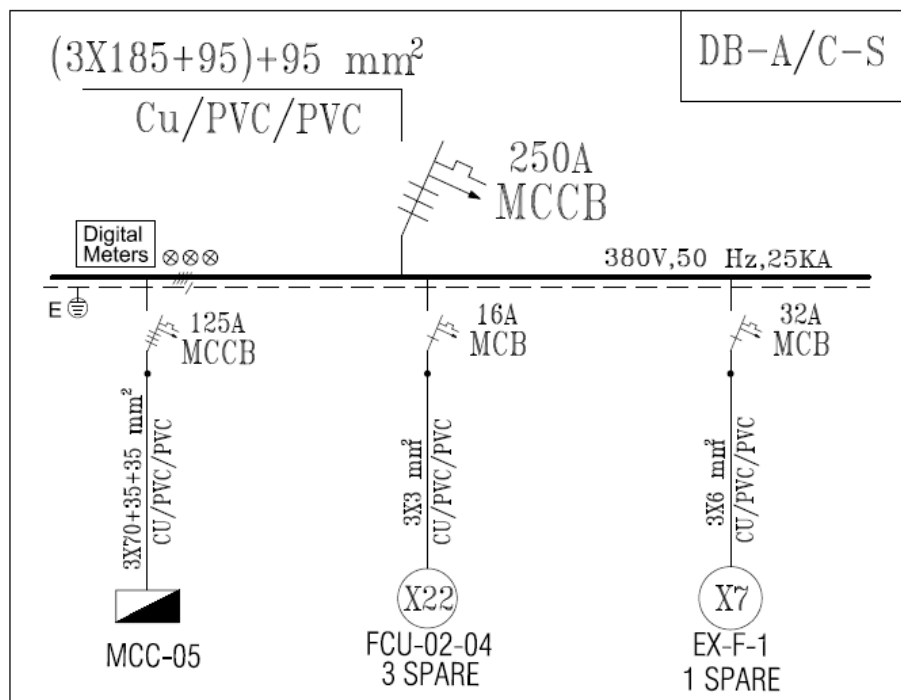 (3X185+95)+95 mm²
Cu/PVC/PVC
DB-A/C-S
250A
MCCB
Digital
Meters
380V,50 Hz,25KA
E
125A
MCCB
16A
MCB
32A
MCB
3X70+35+35 mm²
CU/PVC/PVC
3X3 mm²
CU/PVC/PVC
3X6 mm²
CU/PVC/PVC
X22
X7
MCC-05
FCU-02-04
3 SPARE
EX-F-1
1 SPARE